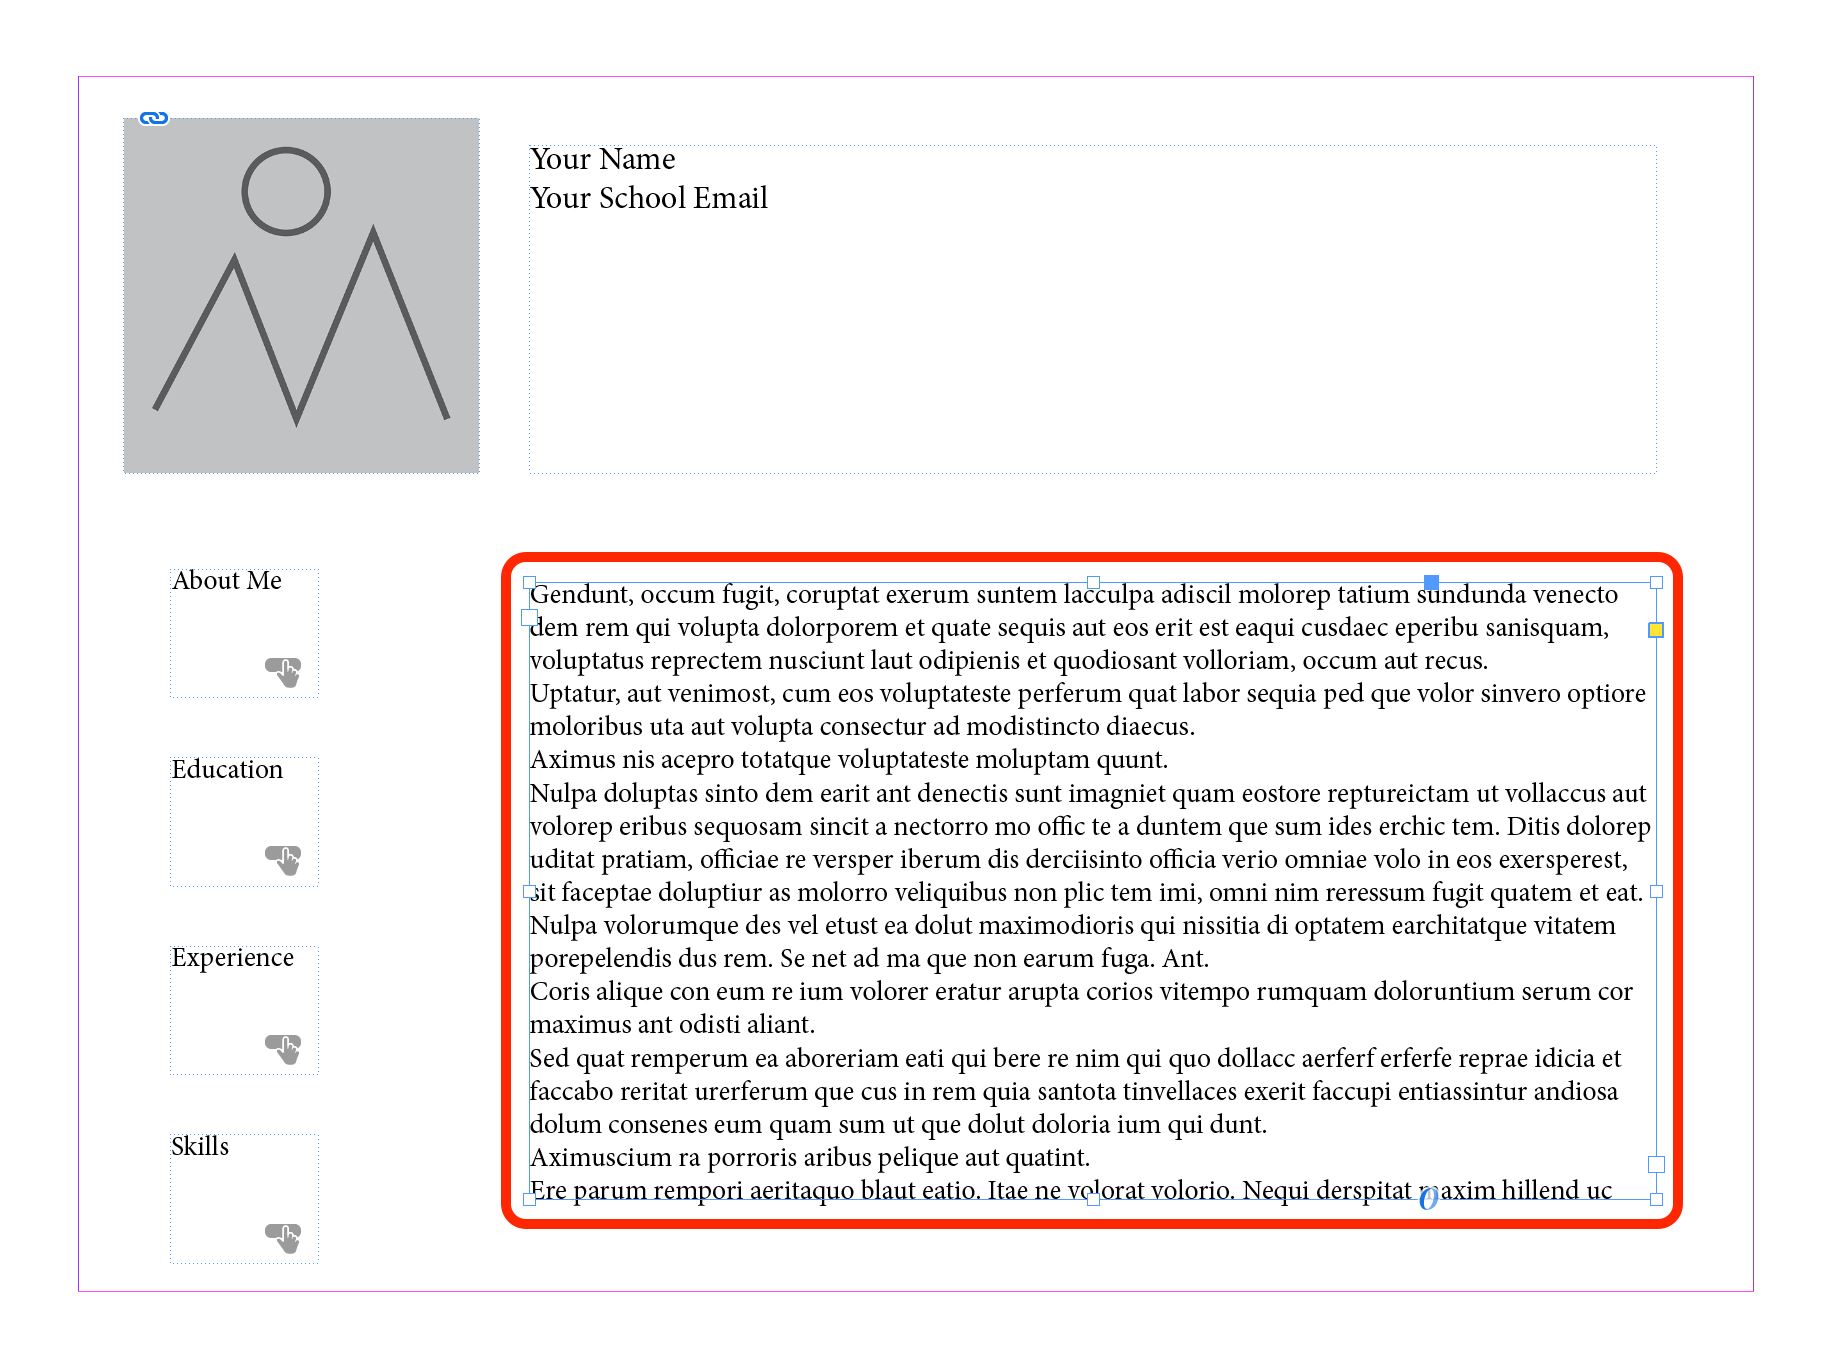 Your Name
Your School Email
About Me
Education
Experience
Skills
Gendunt, occum fugit, coruptat exerum suntem lacculpa adiscil molorep tatium sundunda venecto
dem rem qui volupta dolorporem et quate sequis aut eos erit est eaqui cusdaec eperibu sanisquam,
voluptatus reprectem nusciunt laut odipienis et quodiosant volloriam, occum aut recus.
Uptatur, aut venimost, cum eos voluptateste perferum quat labor sequia ped que volor sinvero optiore
moloribus uta aut volupta consectur ad modistincto diaecus.
Aximus nis acepro totatque voluptateste moluptam quunt.
Nulpa doluptas sinto dem earit ant denectis sunt imagniet quam eostore reptureictam ut vollaccus aut
volorep eribus sequosam sincit a nectorro mo offic te a duntem que sum ides erchic tem. Ditis dolorep
uditat pratiam, officiae re versper iberum dis derciisinto officia verio omniae volo in eos exersperest,
sit faceptae doluptiur as molorro veliquibus non plic tem imi, omni nim reressum fugit quatem et eat.
Nulpa volorumque des vel etust ea dolut maximodioris qui nissitia di optatem earchitatque vitatem
porepelendis dus rem. Se net ad ma que non earum fuga. Ant.
Coris alique con eum re ium volorer eratur arupta corios vitempo rumquam doloruntium serum cor
maximus ant odisti aliant.
Sed quat remperum ea aboreriam eati qui bere re nim qui quo dollacc aerferf erferfe reprae idicia et
faccabo reritat urerferum que cus in rem quia santota tinvellaces exerit faccupi entiassintur andiosa
dolum consenes eum quam sum ut que dolut doloria ium qui dunt.
Aximuscium ra porroris aribus pelique aut quatint.
Ere parum rempori aeritaquo blaut eatio. Itae ne volorat volorio. Nequi derspitat maxim hillend uc